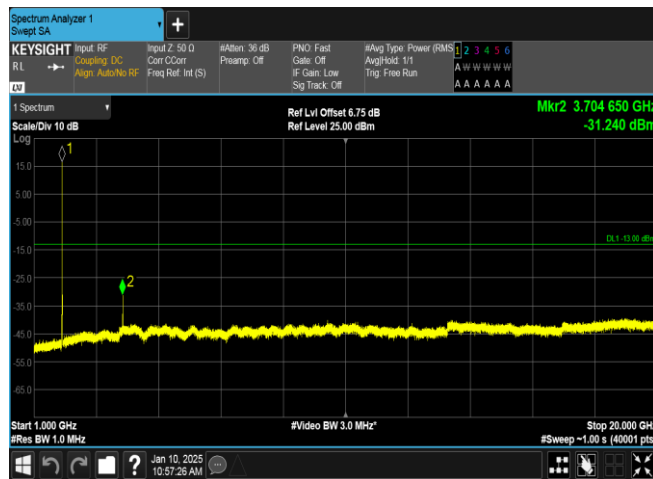 Spectrum Analyzer 1
Swept SA
+
KEYSIGHT Input: RF Input Z: 50 Ω #Atten: 36 dB PNO: Fast #Avg Type: Power (RMS 1 2 3 4 5 6
RL Coupling: DC Corr CCorr Preamp: Off Gate: Off Avg|Hold: 1/1 A W W W W W
Align: Auto/No RF Freq Ref: Int (S) IF Gain: Low Trig: Free Run
Sig Track: Off A A A A A A
LXI
1 Spectrum Ref Lvl Offset 6.75 dB Mkr2 3.704 650 GHz
Scale/Div 10 dB Ref Level 25.00 dBm -31.240 dBm
Log
1
15.0
5.00
-5.00
DL1 -13.00 dBm
-15.0
-25.0
2
-35.0
-45.0
-55.0
-65.0
Start 1.000 GHz #Video BW 3.0 MHz* Stop 20.000 GHz
#Res BW 1.0 MHz #Sweep ~1.00 s (40001 pts
? Jan 10, 2025
10:57:26 AM